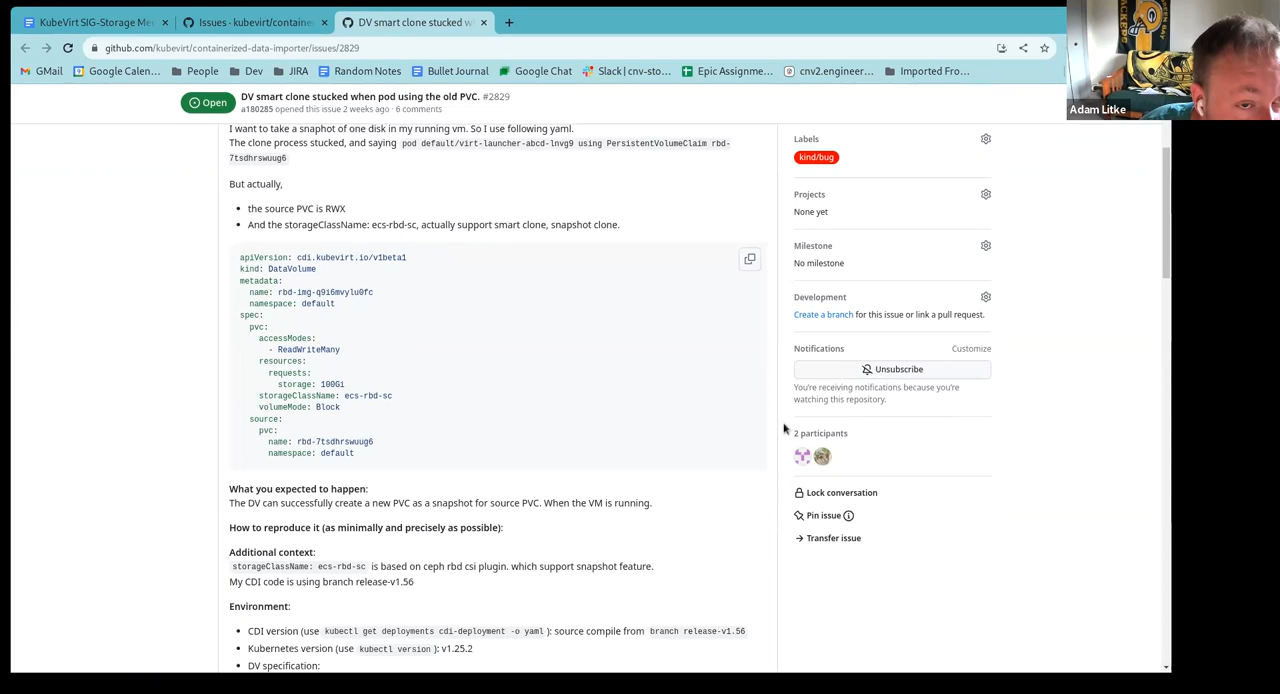 KubeVirt SIG-Storage Me
Issues · kubevirt/containe
DV smart clone stucked w
github.com/kubevirt/containerized-data-importer/issues/2829
GMail
Google Calen...
People
Dev
JIRA
Random Notes
Bullet Journal
Google Chat
Slack | cnv-sto...
Epic Assignme...
cnv2.engineer...
Imported Fro...
Adam Litke
Open
DV smart clone stucked when pod using the old PVC. #2829
a180285 opened this issue 2 weeks ago · 6 comments
I want to take a snaphot of one disk in my running vm. So I use following yaml.
The clone process stucked, and saying pod default/virt-launcher-abcd-lnvg9 using PersistentVolumeClaim rbd-
7tsdhrswuug6
But actually,
• the source PVC is RWX
• And the storageClassName: ecs-rbd-sc, actually support smart clone, snapshot clone.
apiVersion: cdi.kubevirt.io/v1beta1
kind: DataVolume
metadata:
  name: rbd-img-q9i6mvylu0fc
  namespace: default
spec:
  pvc:
    accessModes:
      - ReadWriteMany
    resources:
      requests:
        storage: 100Gi
    storageClassName: ecs-rbd-sc
    volumeMode: Block
  source:
    pvc:
      name: rbd-7tsdhrswuug6
      namespace: default
What you expected to happen:
The DV can successfully create a new PVC as a snapshot for source PVC. When the VM is running.
How to reproduce it (as minimally and precisely as possible):
Additional context:
storageClassName: ecs-rbd-sc is based on ceph rbd csi plugin. which support snapshot feature.
My CDI code is using branch release-v1.56
Environment:
• CDI version (use kubectl get deployments cdi-deployment -o yaml ): source compile from branch release-v1.56
• Kubernetes version (use kubectl version ): v1.25.2
• DV specification:
Labels
kind/bug
Projects
None yet
Milestone
No milestone
Development
Create a branch for this issue or link a pull request.
Notifications
Customize
Unsubscribe
You're receiving notifications because you're
watching this repository.
2 participants
Lock conversation
Pin issue
Transfer issue